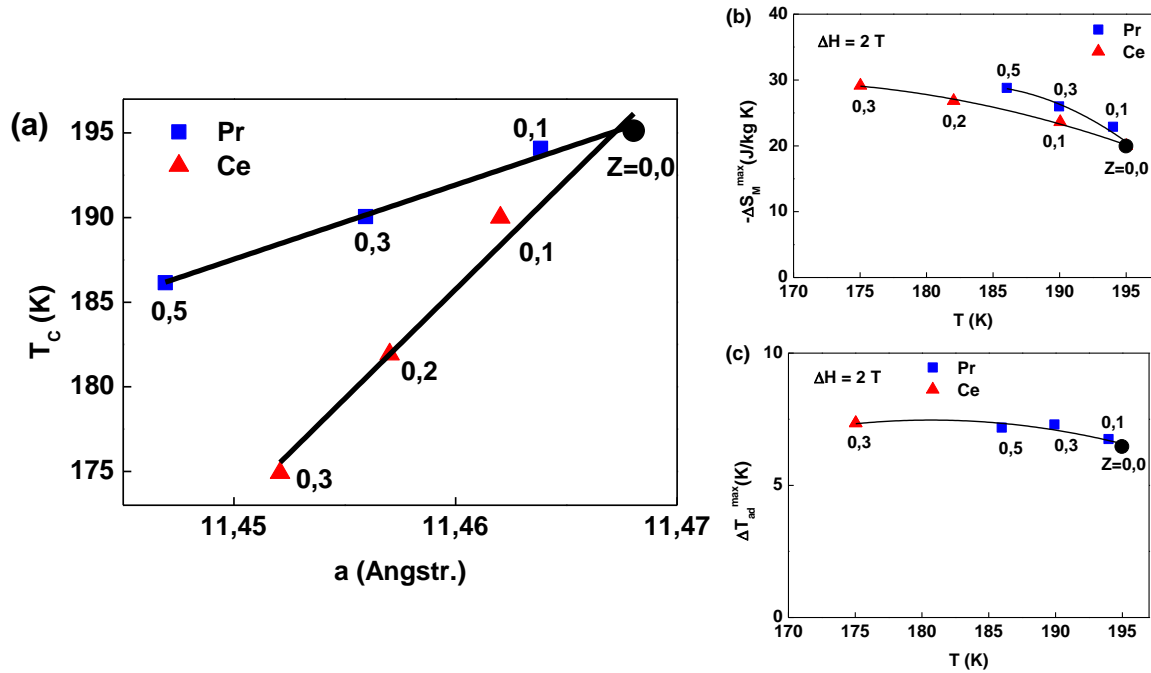 (a)
Pr
Ce
0,1
Z=0,0
0,3
0,1
0,5
0,2
0,3
195
190
185
180
175
T_C (K)
11,45 11,46 11,47
a (Angstr.)
(b)
ΔH = 2 T
Pr
Ce
0,5
0,3
0,1
0,3
0,2
0,1
Z=0,0
40
30
20
10
0
-ΔS_M^max(J/kg K)
170 175 180 185 190 195
T (K)
(c)
ΔH = 2 T
Pr
Ce
0,1
0,3
0,5
0,3
Z=0,0
10
5
0
ΔT_ad^max(K)
170 175 180 185 190 195
T (K)